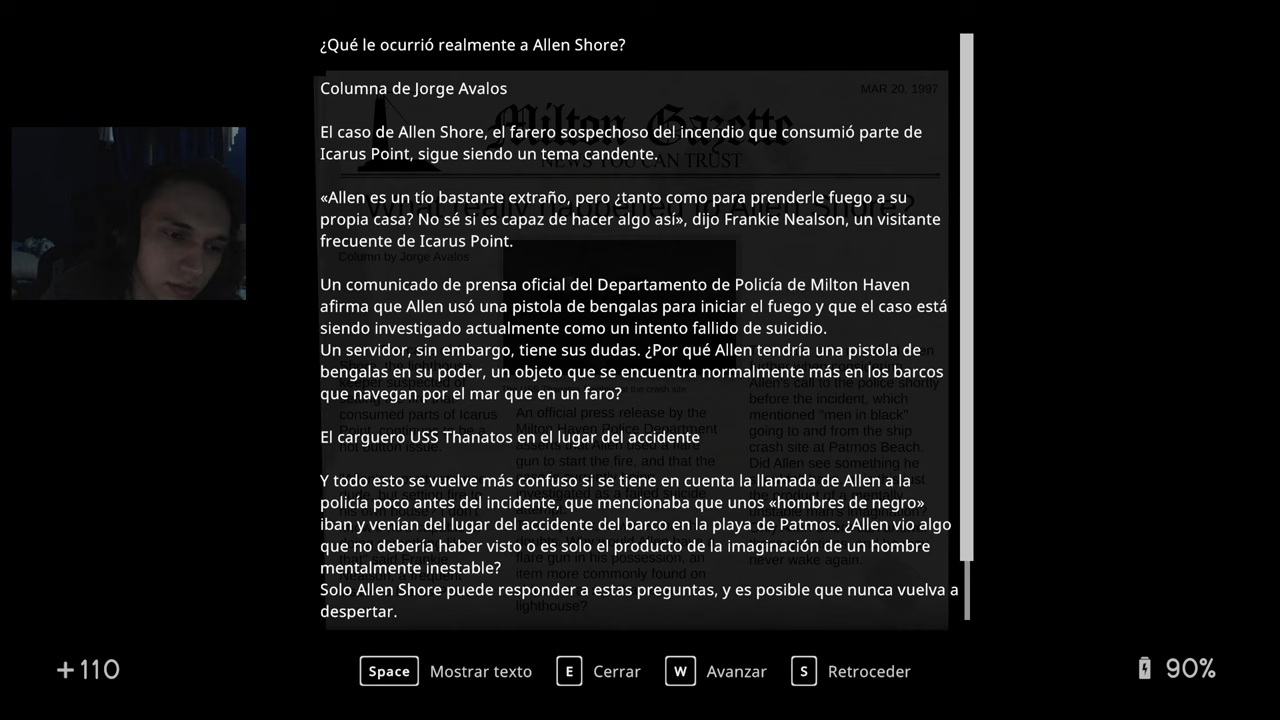 ¿Qué le ocurrió realmente a Allen Shore?
Columna de Jorge Avalos
MAR 20, 1997
Milton Gazette
NEWS YOU CAN TRUST
El caso de Allen Shore, el farero sospechoso del incendio que consumió parte de
Icarus Point, sigue siendo un tema candente.
«Allen es un tío bastante extraño, pero ¿tanto como para prenderle fuego a su
propia casa? No sé si es capaz de hacer algo así», dijo Frankie Nealson, un visitante
frecuente de Icarus Point.
Column by Jorge Avalos
Un comunicado de prensa oficial del Departamento de Policía de Milton Haven
afirma que Allen usó una pistola de bengalas para iniciar el fuego y que el caso está
siendo investigado actualmente como un intento fallido de suicidio.
Un servidor, sin embargo, tiene sus dudas. ¿Por qué Allen tendría una pistola de
bengalas en su poder, un objeto que se encuentra normalmente más en los barcos
que navegan por el mar que en un faro?
El carguero USS Thanatos en el lugar del accidente
Y todo esto se vuelve más confuso si se tiene en cuenta la llamada de Allen a la
policía poco antes del incidente, que mencionaba que unos «hombres de negro»
iban y venían del lugar del accidente del barco en la playa de Patmos. ¿Allen vio algo
que no debería haber visto o es solo el producto de la imaginación de un hombre
mentalmente inestable?
Solo Allen Shore puede responder a estas preguntas, y es posible que nunca vuelva a
despertar.
+110
Space Mostrar texto E Cerrar W Avanzar S Retroceder
90%